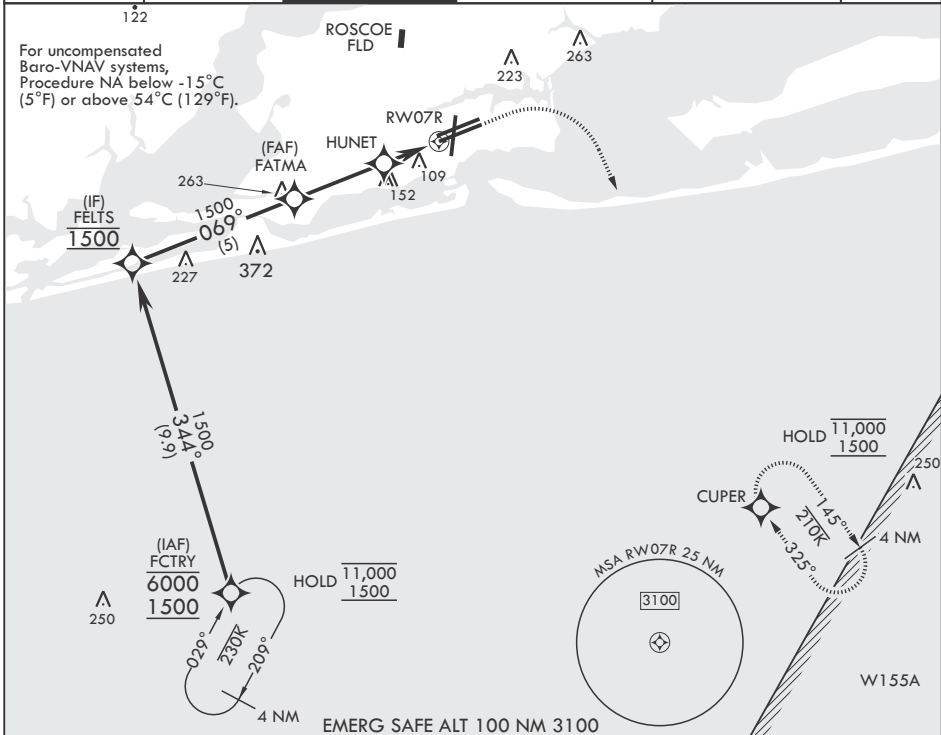 122
For uncompensated
Baro-VNAV systems,
Procedure NA below -15°C
(5°F) or above 54°C (129°F).
ROSCOE
FLD
223
263
RW07R
HUNET
(FAF)
FATMA
263
109
152
(IF)
FELTS
1500
1500
069°
(5)
227
372
1500
344°
(9.9)
HOLD 11,000
1500
250
CUPER
145°
210K
325°
4 NM
(IAF)
FCTRY
6000
1500
HOLD 11,000
1500
250
029°
230K
209°
4 NM
MSA RW07R 25 NM
3100
W155A
EMERG SAFE ALT 100 NM 3100